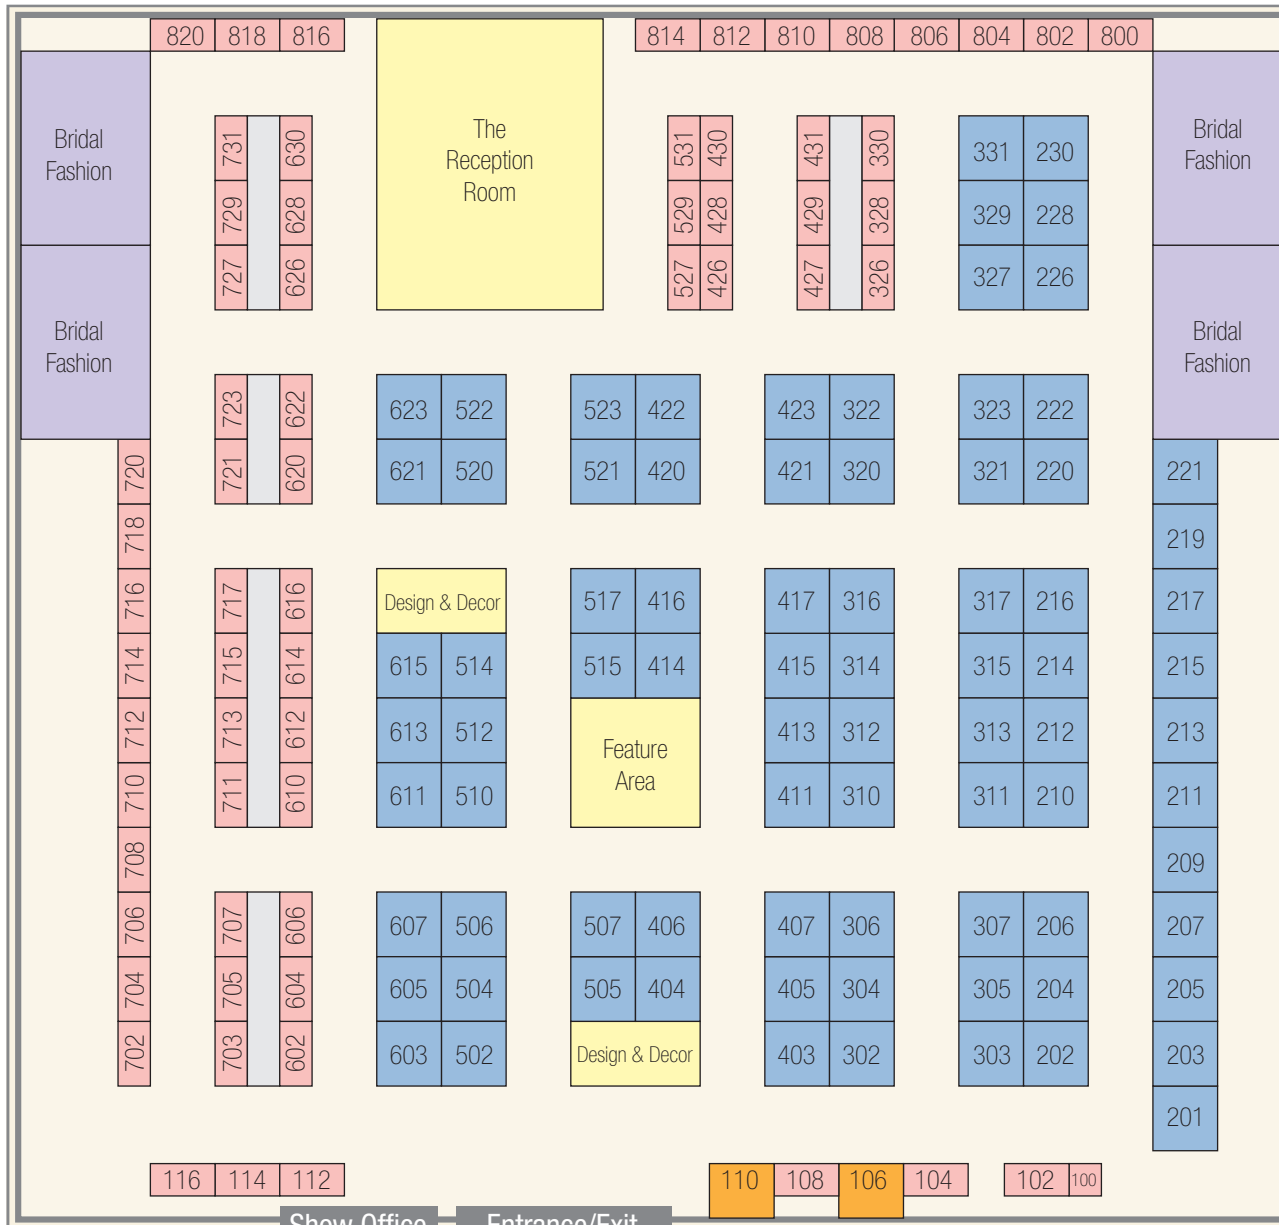 820 818 816 814 812 810 808 806 804 802 800
Bridal
Fashion
The
Reception
Room
Bridal
Fashion
731 630 531 430 431 330 331 230
729 628 529 428 429 328 329 228
727 626 527 426 427 326 327 226
Bridal
Fashion
Bridal
Fashion
723 622 623 522 523 422 423 322 323 222
720 721 620 621 520 521 420 421 320 321 220 221
718 219
716 717 616 Design & Decor 517 416 417 316 317 216 217
714 715 614 615 514 515 414 415 314 315 214 215
712 713 612 613 512 413 312 313 212 213
Feature
Area
710 711 610 611 510 411 310 311 210 211
708 209
706 707 606 607 506 507 406 407 306 307 206 207
704 705 604 605 504 505 404 405 304 305 204 205
702 703 602 603 502 Design & Decor 403 302 303 202 203
201
116 114 112 110 108 106 104 102 100
Show Office Entrance/Exit